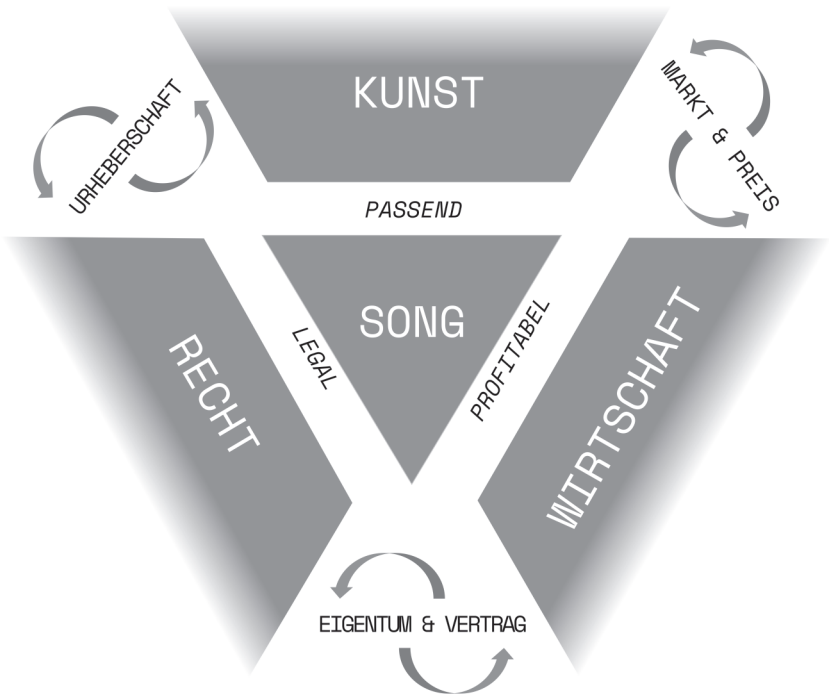 KUNST
URHEBERSCHAFT
MARKT & PREIS
PASSEND
SONG
LEGAL
PROFITABEL
RECHT
WIRTSCHAFT
EIGENTUM & VERTRAG